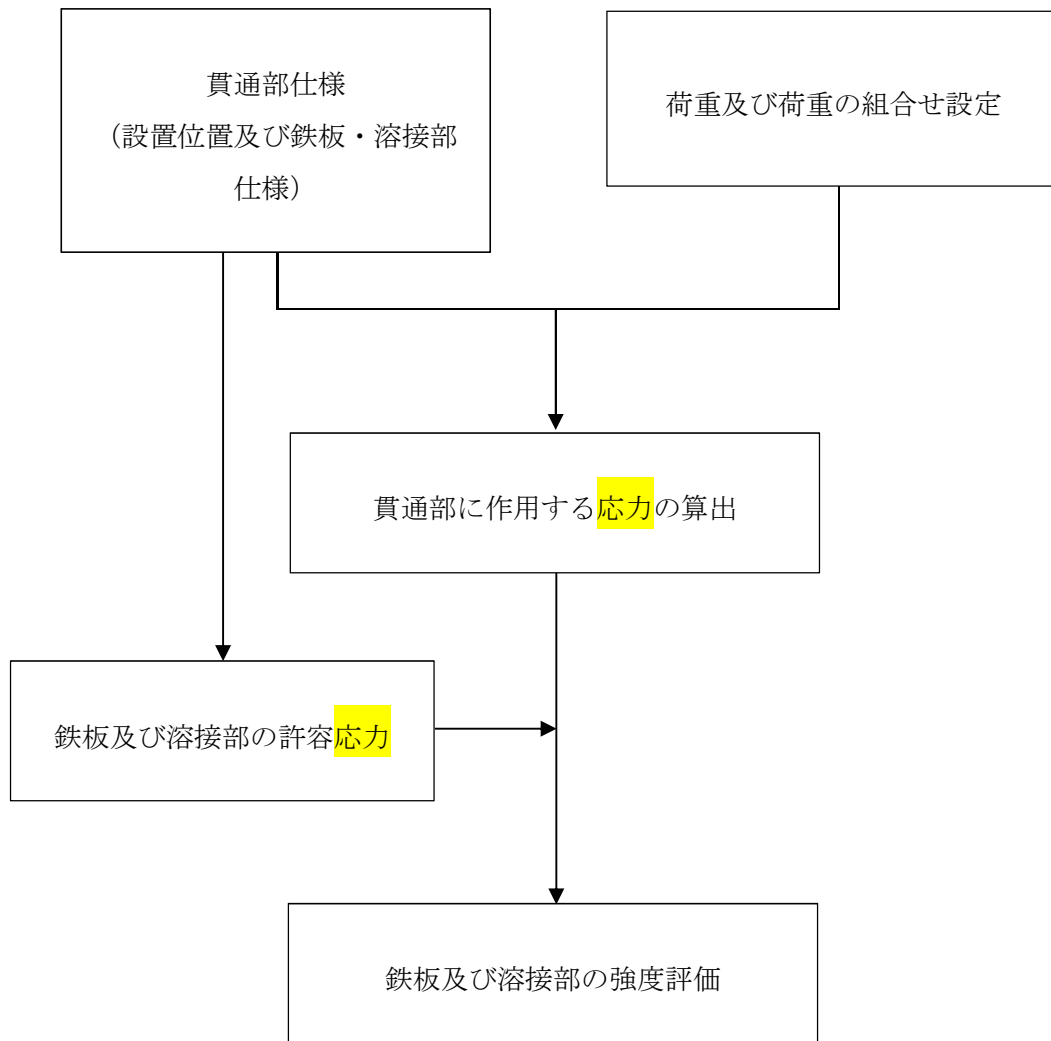 貫通部仕様
（設置位置及び鉄板・溶接部
仕様）
荷重及び荷重の組合せ設定
貫通部に作用する応力の算出
鉄板及び溶接部の許容応力
鉄板及び溶接部の強度評価